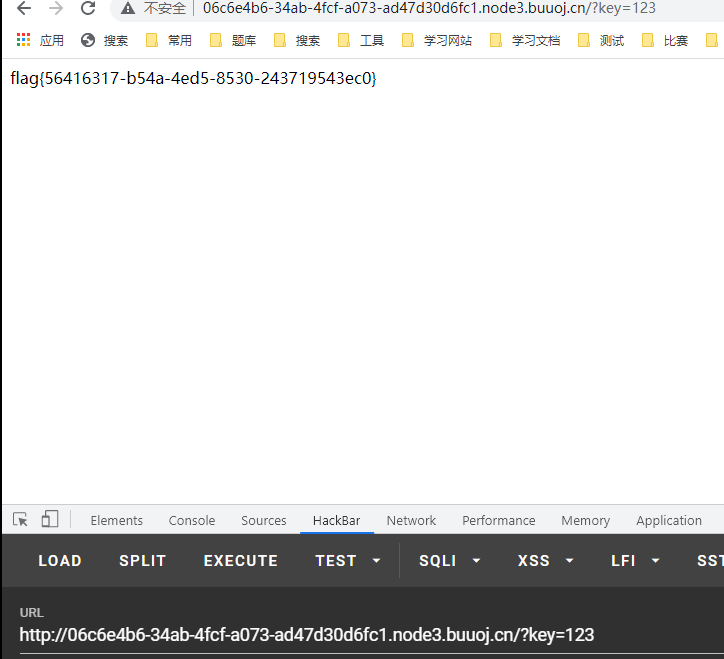 不安全 06c6e4b6-34ab-4fcf-a073-ad47d30d6fc1.node3.buuoj.cn/?key=123
应用 搜索 常用 题库 搜索 工具 学习网站 学习文档 测试 比赛
flag{56416317-b54a-4ed5-8530-243719543ec0}
Elements Console Sources HackBar Network Performance Memory Application
LOAD SPLIT EXECUTE TEST SQLI XSS LFI SST
URL
http://06c6e4b6-34ab-4fcf-a073-ad47d30d6fc1.node3.buuoj.cn/?key=123